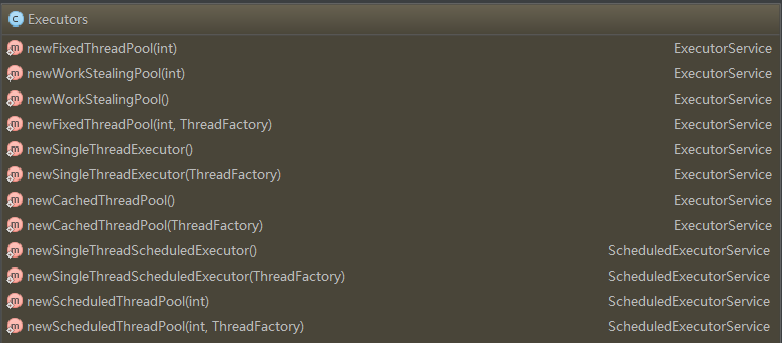 C Executors
m newFixedThreadPool(int) ExecutorService
m newWorkStealingPool(int) ExecutorService
m newWorkStealingPool() ExecutorService
m newFixedThreadPool(int, ThreadFactory) ExecutorService
m newSingleThreadExecutor() ExecutorService
m newSingleThreadExecutor(ThreadFactory) ExecutorService
m newCachedThreadPool() ExecutorService
m newCachedThreadPool(ThreadFactory) ExecutorService
m newSingleThreadScheduledExecutor() ScheduledExecutorService
m newSingleThreadScheduledExecutor(ThreadFactory) ScheduledExecutorService
m newScheduledThreadPool(int) ScheduledExecutorService
m newScheduledThreadPool(int, ThreadFactory) ScheduledExecutorService